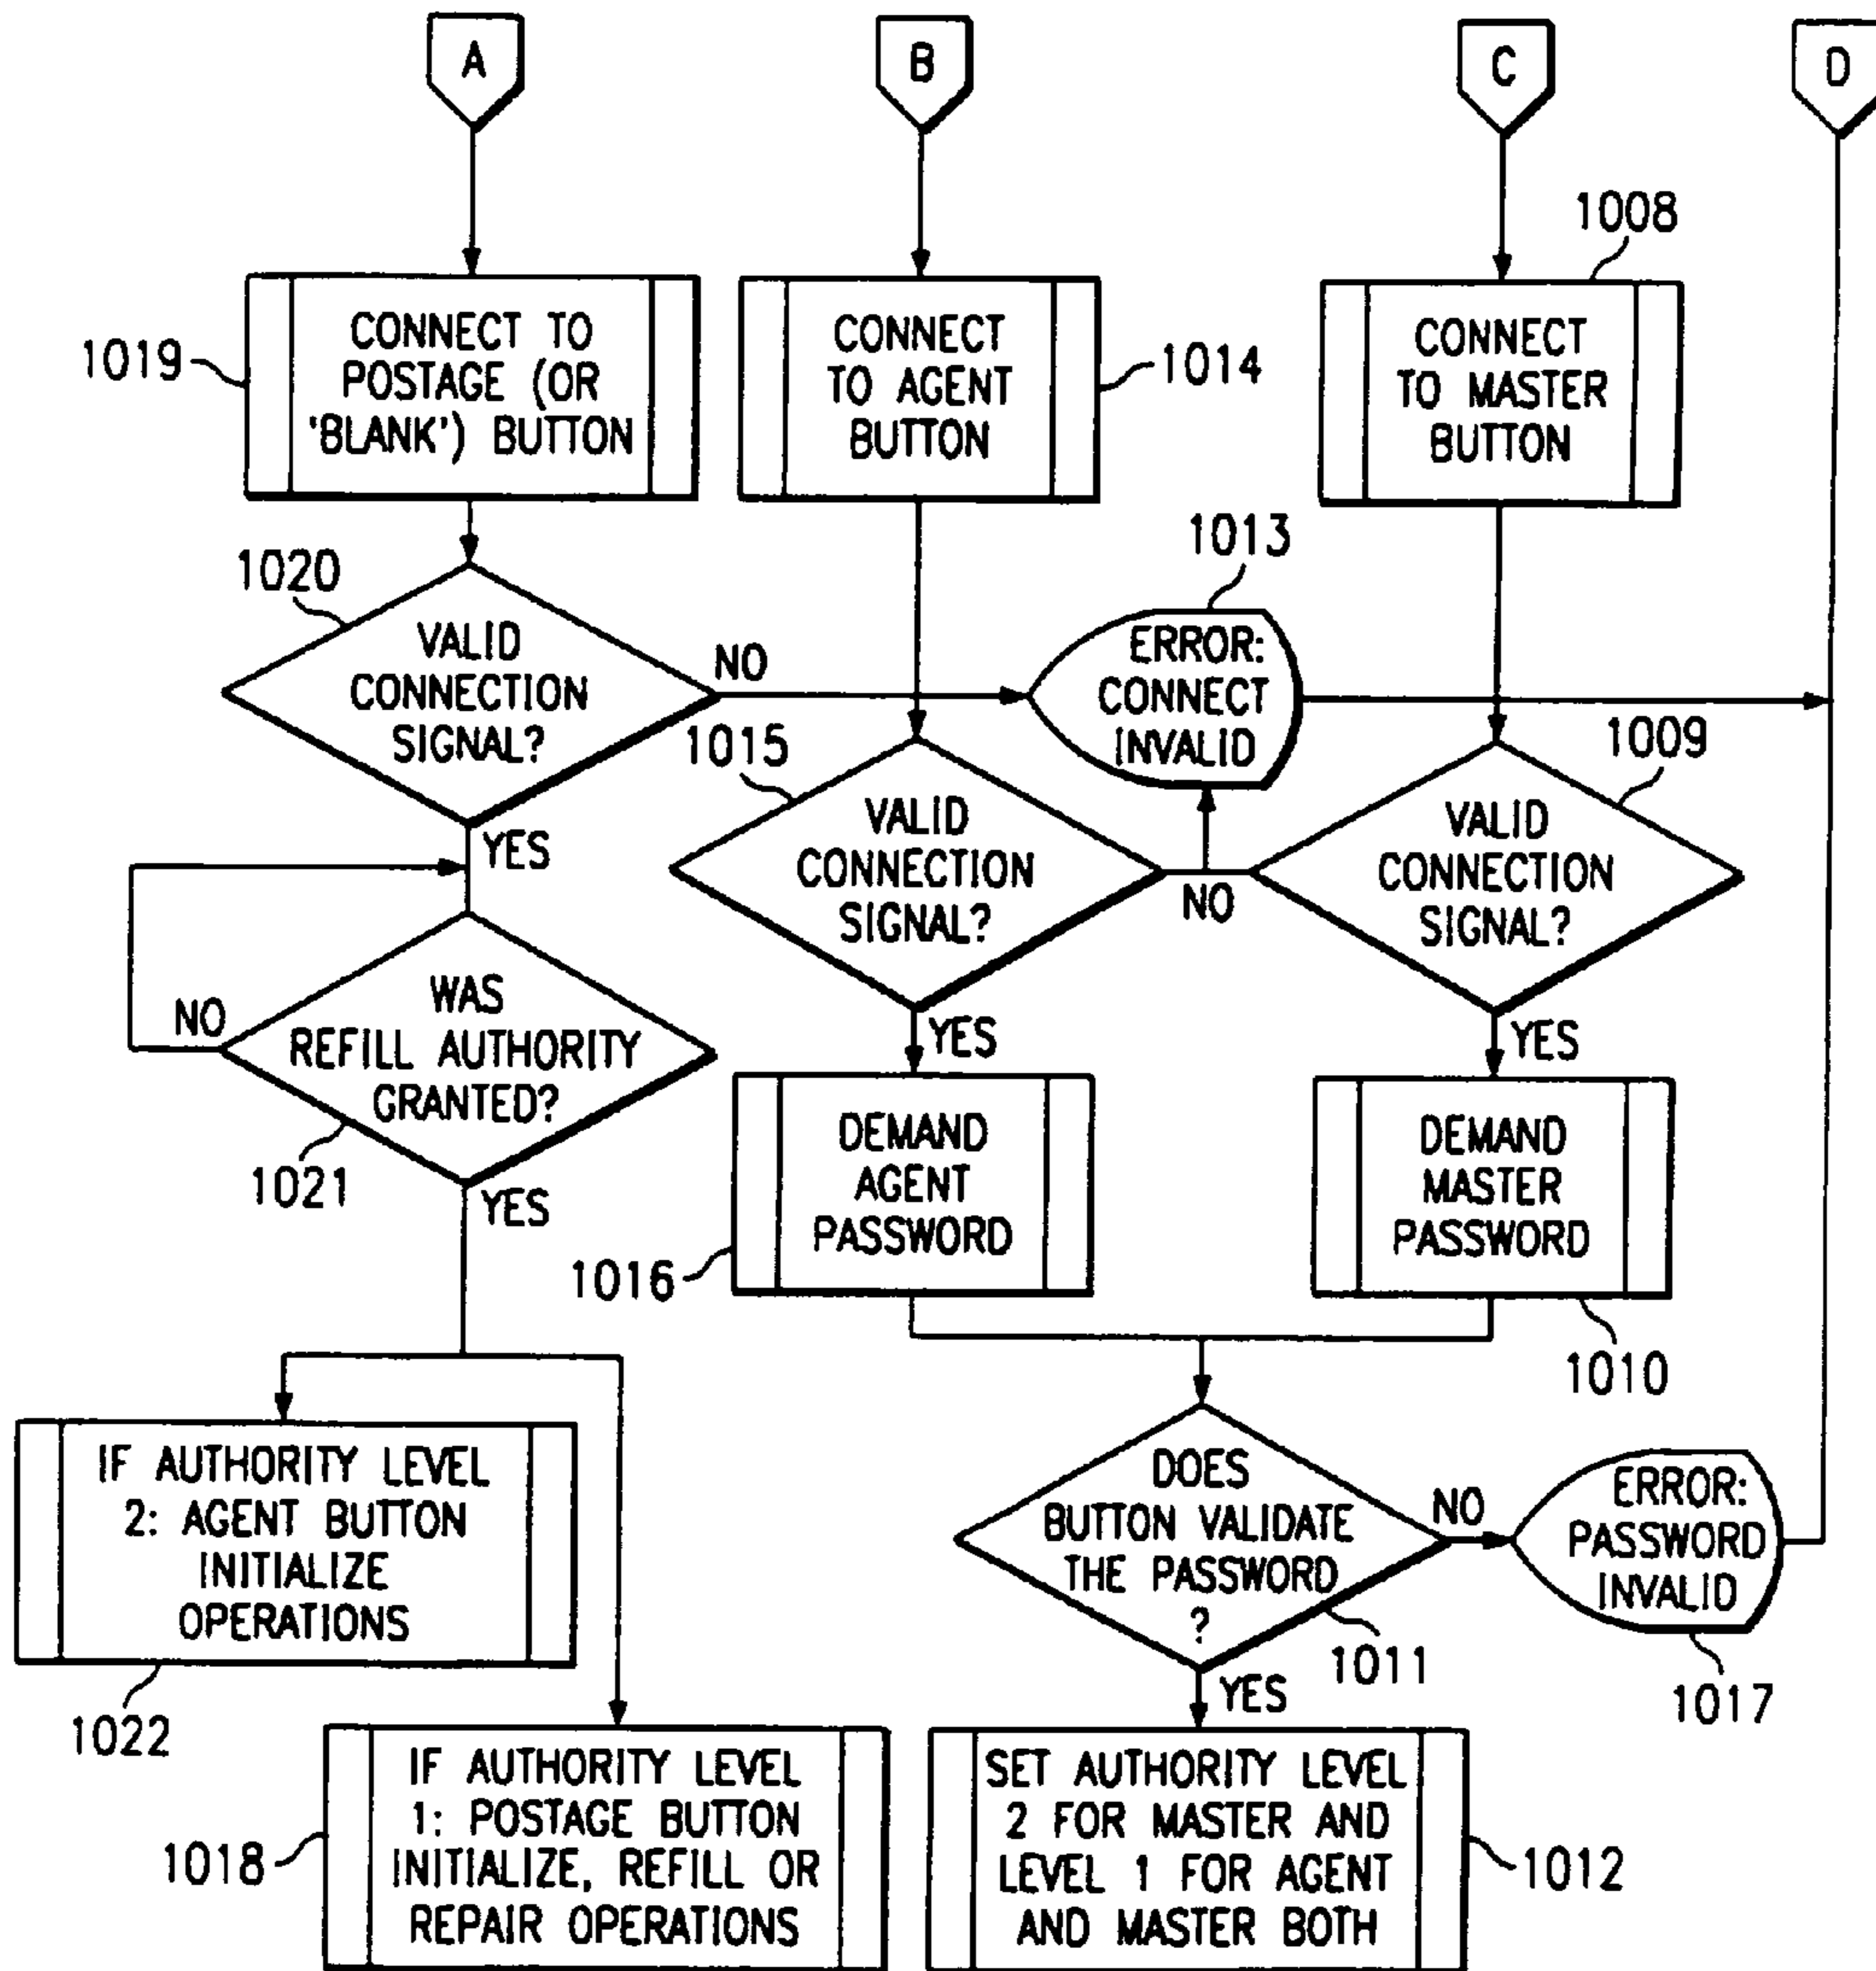 A
B
C
D
1008
CONNECT TO
POSTAGE (OR
'BLANK') BUTTON
1019
CONNECT
TO AGENT
BUTTON
1014
CONNECT
TO MASTER
BUTTON
1013
1020
VALID
CONNECTION
SIGNAL?
NO
ERROR:
CONNECT
INVALID
1015
1009
YES
VALID
CONNECTION
SIGNAL?
NO
VALID
CONNECTION
SIGNAL?
NO
WAS
REFILL AUTHORITY
GRANTED?
1021
YES
YES
YES
DEMAND
AGENT
PASSWORD
1016
DEMAND
MASTER
PASSWORD
1010
IF AUTHORITY LEVEL
2: AGENT BUTTON
INITIALIZE
OPERATIONS
1022
DOES
BUTTON VALIDATE
THE PASSWORD
?
1011
NO
ERROR:
PASSWORD
INVALID
1017
YES
IF AUTHORITY LEVEL
1: POSTAGE BUTTON
INITIALIZE, REFILL OR
REPAIR OPERATIONS
1018
SET AUTHORITY LEVEL
2 FOR MASTER AND
LEVEL 1 FOR AGENT
AND MASTER BOTH
1012